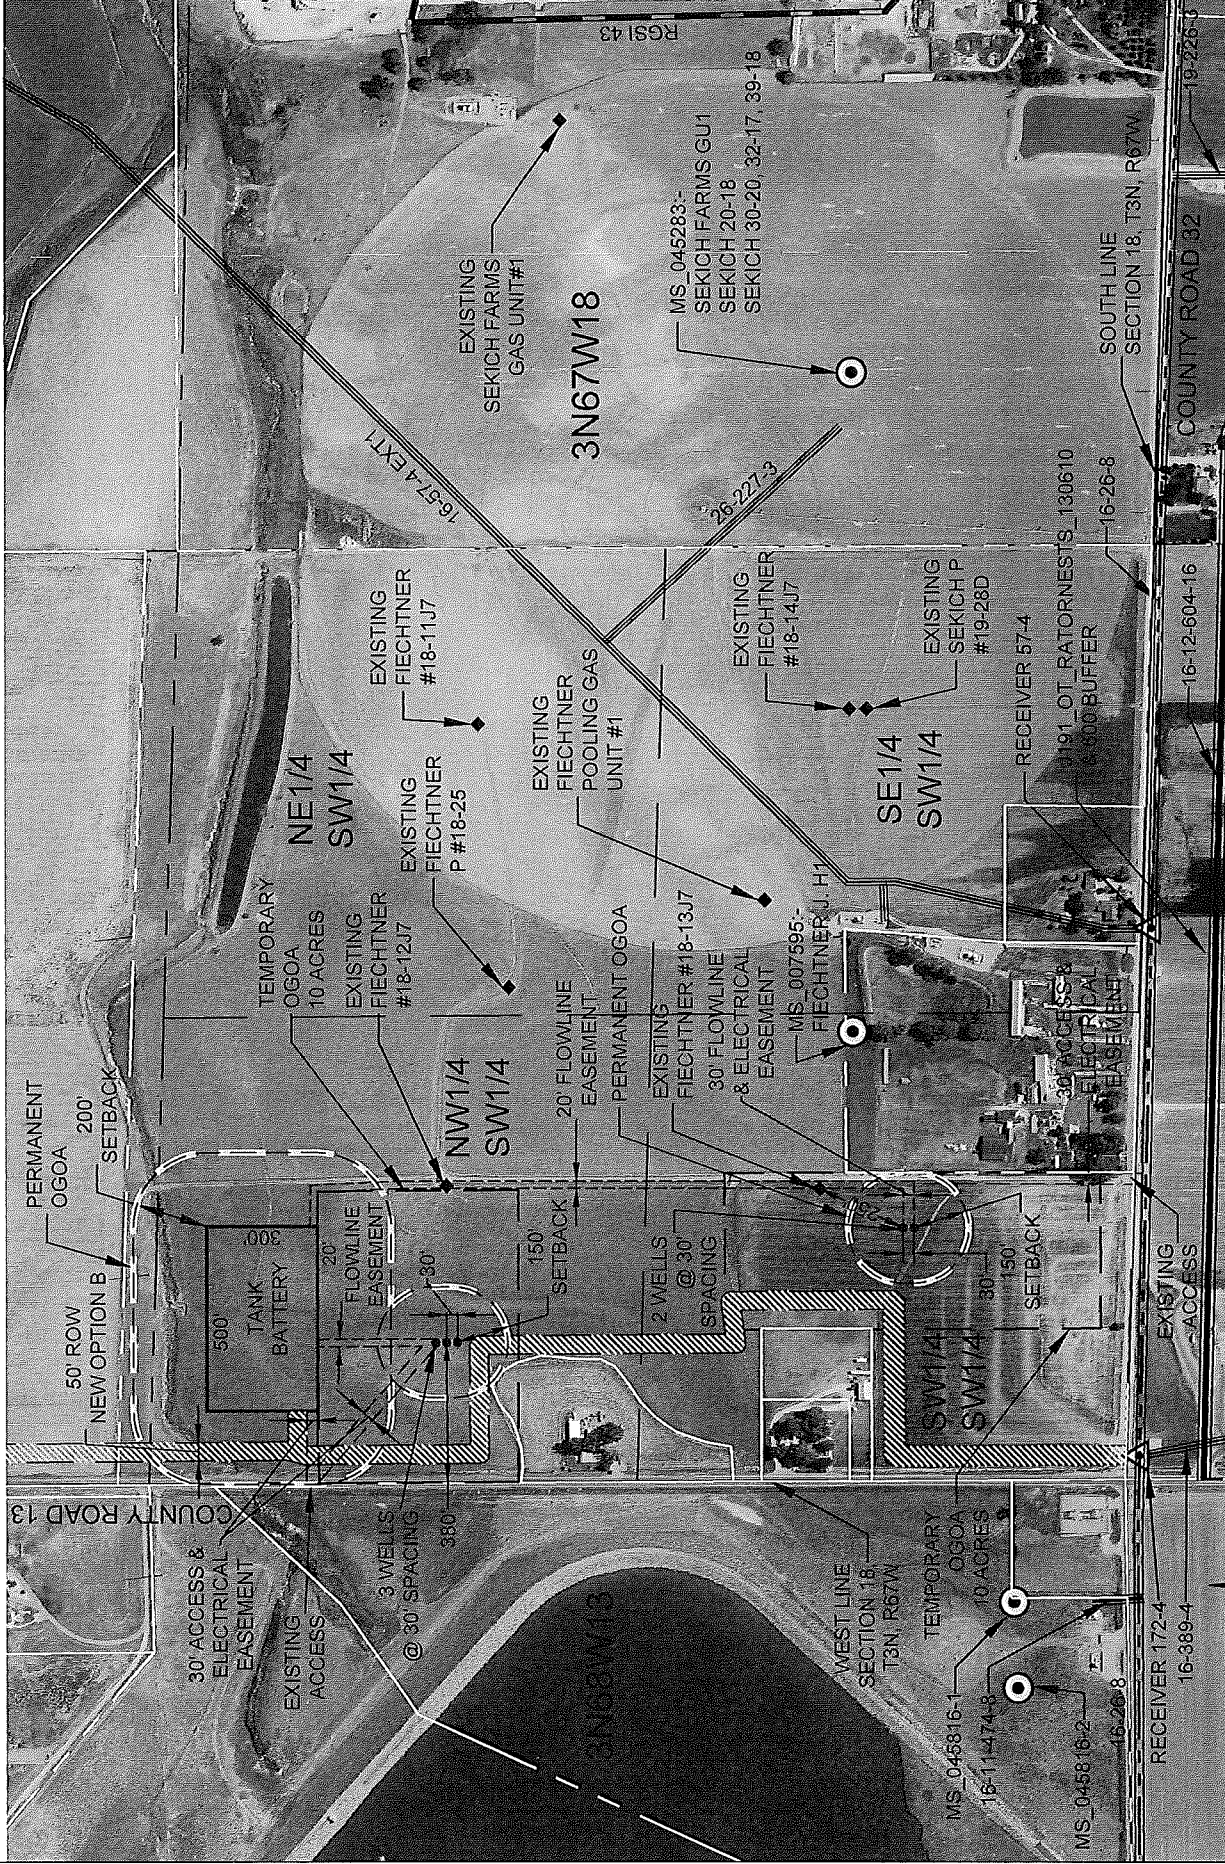 PERMANENT
OGOA
200'
SETBACK
50' ROW
NEW OPTION B
COUNTY ROAD 13
30' ACCESS &
ELECTRICAL
EASEMENT
EXISTING
ACCESS
500'
300'
TANK
BATTERY
20'
FLOWLINE
EASEMENT
30'
150'
SETBACK
3 WELLS
@ 30' SPACING
380'
TEMPORARY
OGOA
10 ACRES
EXISTING
FIECHTNER
#18-12J7
NE1/4
SW1/4
NW1/4
SW1/4
EXISTING
FIECHTNER
#18-11J7
EXISTING
FIECHTNER
P #18-25
EXISTING
FIECHTNER
POOLING GAS
UNIT #1
20' FLOWLINE
EASEMENT
PERMANENT OGOA
EXISTING
FIECHTNER #18-13J7
30' FLOWLINE
& ELECTRICAL
EASEMENT
MS_007595:-
FIECHTNER J. H1
2 WELLS
@ 30'
SPACING
30'
150'
SETBACK
30' ACCESS &
ELECTRICAL
EASEMENT
EXISTING
ACCESS
SW1/4
SW1/4
WEST LINE
SECTION 18,
T3N, R67W
TEMPORARY
OGOA
10 ACRES
3N68W13
MS_045816-1
16-11-474-8
MS_045816-2
16-26-8
RECEIVER 172-4
16-389-4
RGSI 43
16-57-4 EXT1
EXISTING
SEKICH FARMS
GAS UNIT#1
3N67W18
26-227-3
MS_045283:-
SEKICH FARMS GU1
SEKICH 20-18
SEKICH 30-20, 32-17, 39-18
EXISTING
FIECHTNER
#18-14J7
EXISTING
SEKICH P
#19-28D
SE1/4
SW1/4
RECEIVER 57-4
16-26-8
16-12-604-16
SOUTH LINE
SECTION 18, T3N, R67W
COUNTY ROAD 32